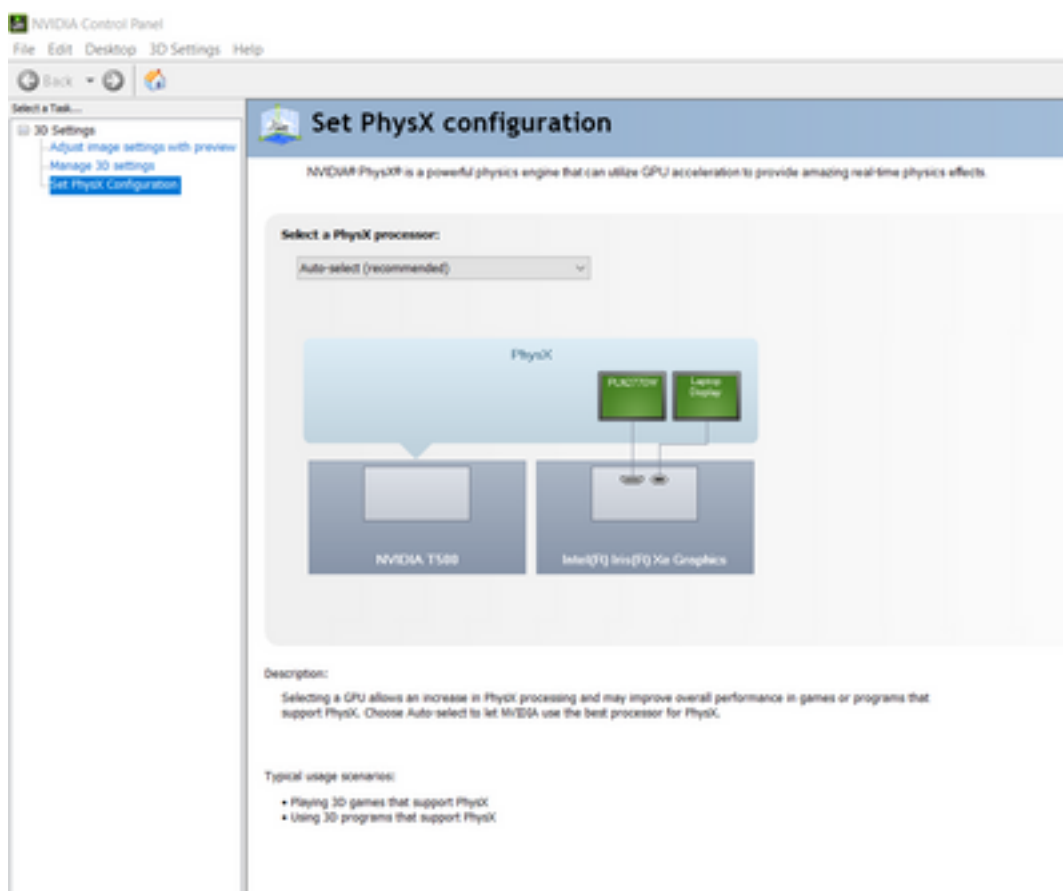 NVIDIA Control Panel
File Edit Desktop 3D Settings Help
Back
Select a Task...
3D Settings
Adjust image settings with preview
Manage 3D settings
Set PhysX Configuration
Set PhysX configuration
NVIDIA® PhysX® is a powerful physics engine that can utilize GPU acceleration to provide amazing real-time physics effects.
Select a PhysX processor:
Auto-select (recommended)
PhysX
Laptop
Display
NVIDIA T500
Intel(R) Iris(R) Xe Graphics
Description:
Selecting a GPU allows an increase in PhysX processing and may improve overall performance in games or programs that
support PhysX. Choose Auto-select to let NVIDIA use the best processor for PhysX.
Typical usage scenarios:
• Playing 3D games that support PhysX
• Using 3D programs that support PhysX